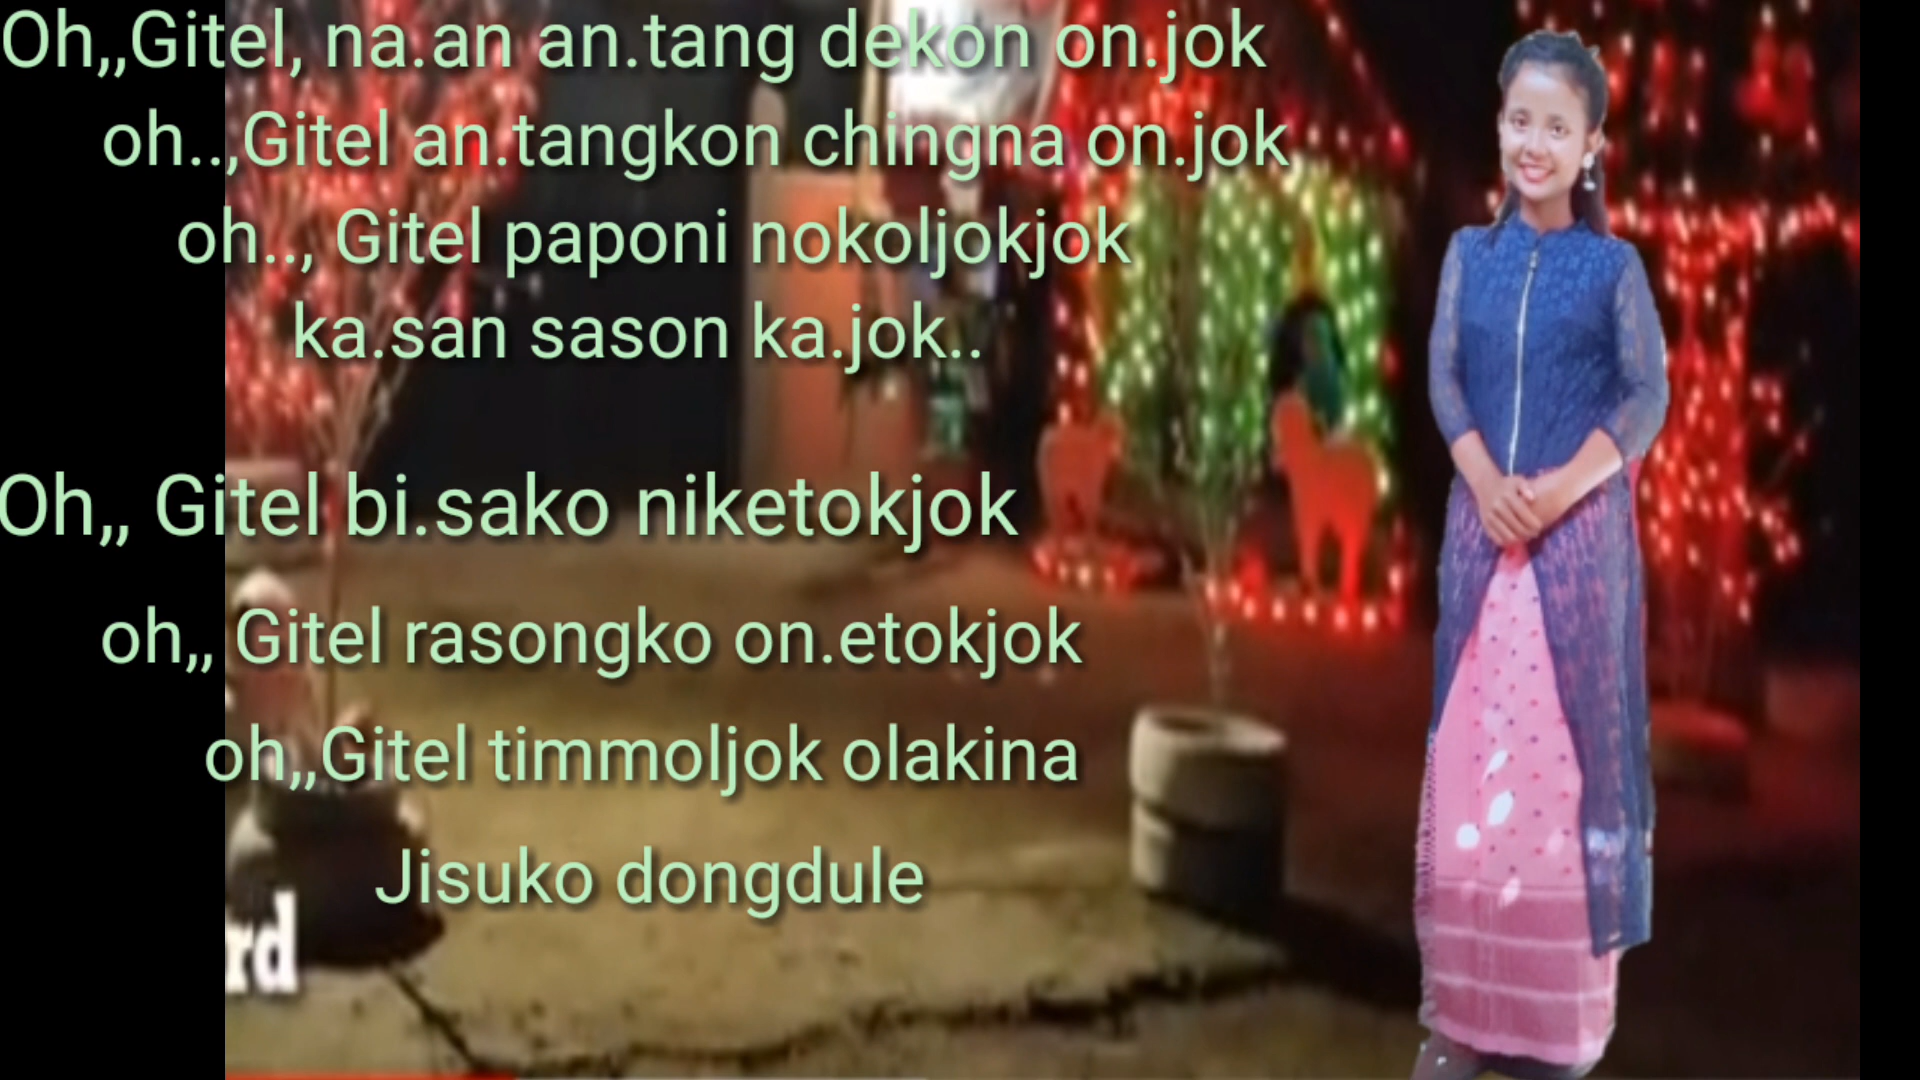 Oh,,Gitel, na.an an.tang dekon on.jok
oh..,Gitel an.tangkon chingna on.jok
oh.., Gitel paponi nokoljokjok
ka.san sason ka.jok..
Oh,, Gitel bi.sako niketokjok
oh,, Gitel rasongko on.etokjok
oh,,Gitel timmoljok olakina
Jisuko dongdule
rd